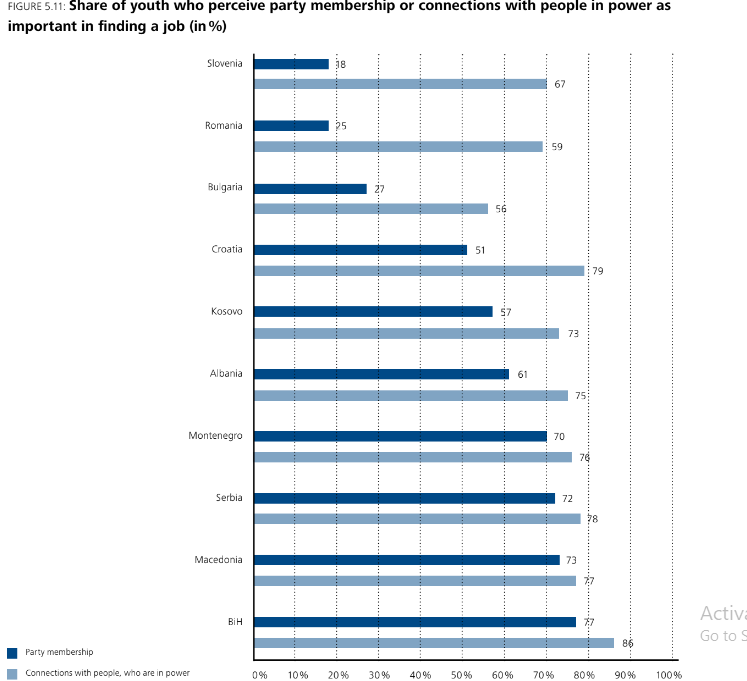 FIGURE 5.11: Share of youth who perceive party membership or connections with people in power as
important in finding a job (in %)
Slovenia
18
67
Romania
25
59
Bulgaria
27
56
Croatia
51
79
Kosovo
57
73
Albania
61
75
Montenegro
70
76
Serbia
72
78
Macedonia
73
77
BiH
77
86
0% 10% 20% 30% 40% 50% 60% 70% 80% 90% 100%
Party membership
Connections with people, who are in power
Activa
Go to S